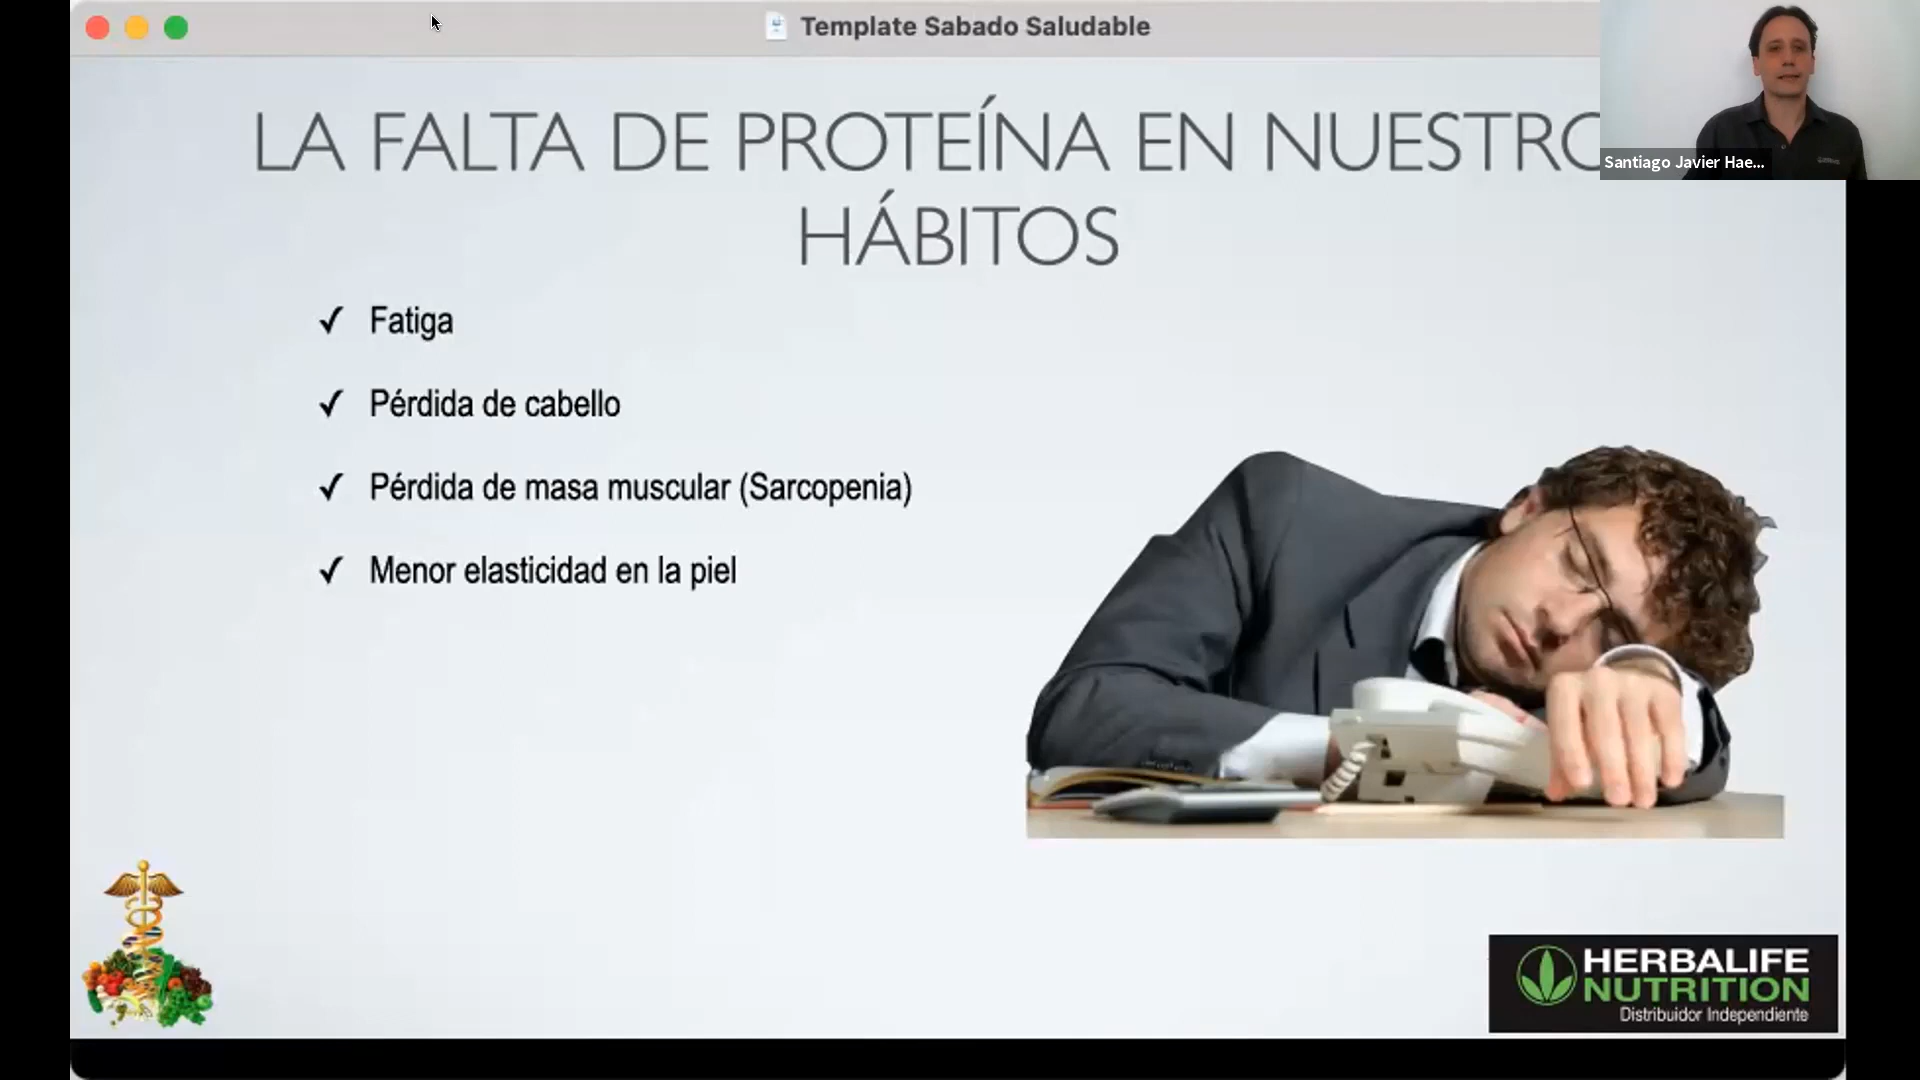 Template Sabado Saludable
Santiago Javier Hae...
LA FALTA DE PROTEÍNA EN NUESTRO
HÁBITOS
✓ Fatiga
✓ Pérdida de cabello
✓ Pérdida de masa muscular (Sarcopenia)
✓ Menor elasticidad en la piel
HERBALIFE
NUTRITION
Distribuidor Independiente